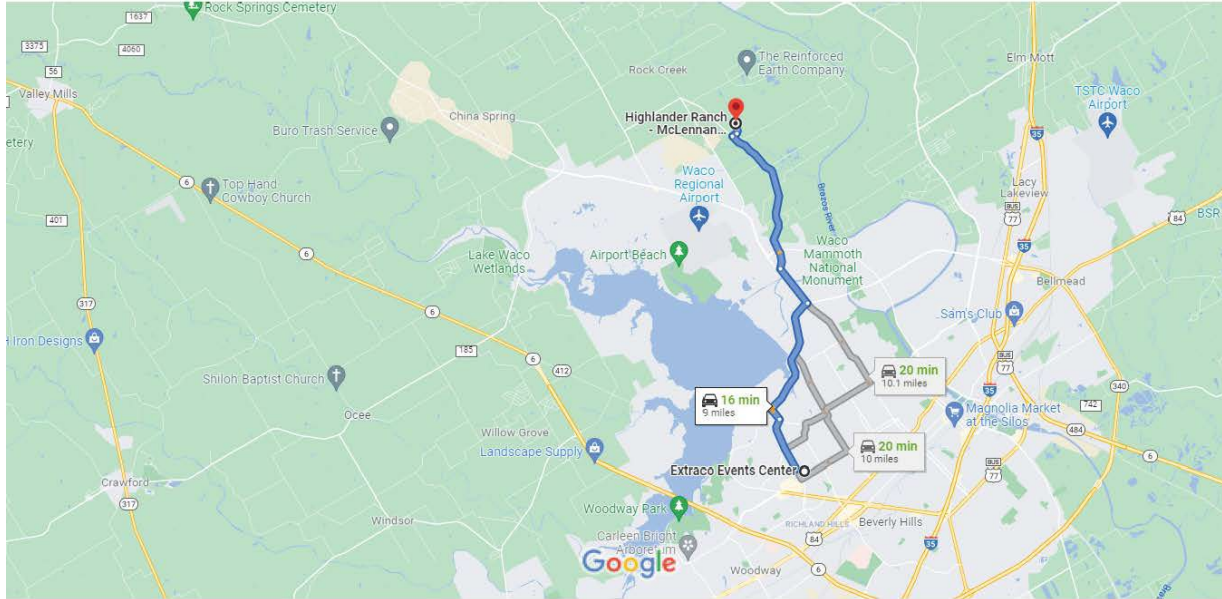 Rock Springs Cemetery
1637
3375
4060
56
Valley Mills
Rock Creek
The Reinforced
Earth Company
Elm Mott
TSTC Waco
Airport
China Spring
Highlander Ranch
- McLennan...
Buro Trash Service
35
etery
6
Top Hand
Cowboy Church
Waco
Regional
Airport
Brazos River
Lacy
Lakeview
BUS
77
84
BSR
401
6
35
Lake Waco
Wetlands
Airport Beach
Waco
Mammoth
National
Monument
Bellmead
317
6
Sam's Club
H Iron Designs
185
6
BUS
77
Shiloh Baptist Church
412
20 min
10.1 miles
35
340
16 min
9 miles
742
Ocee
Magnolia Market
at the Silos
484
Willow Grove
Landscape Supply
20 min
10 miles
6
Extraco Events Center
BUS
77
Crawford
317
Windsor
Woodway Park
RICHLAND HILLS
Beverly Hills
Carleen Bright
Arboretum
84
35
Google
Woodway
6